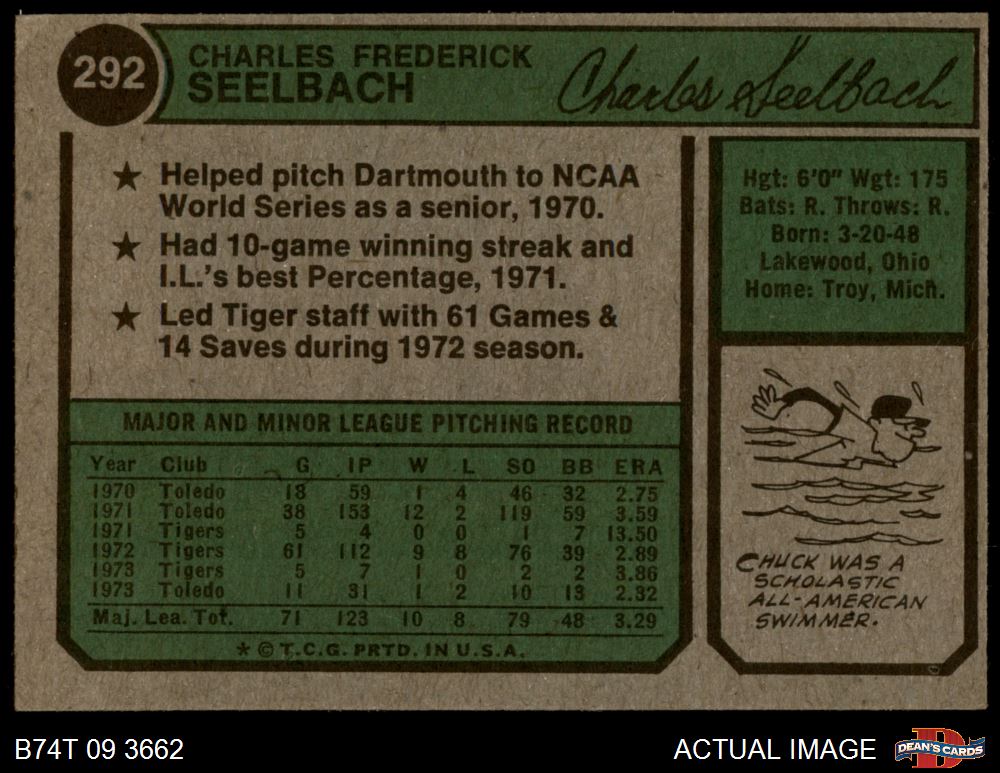 292
CHARLES FREDERICK
SEELBACH
Charles Seelbach
★ Helped pitch Dartmouth to NCAA
World Series as a senior, 1970.
★ Had 10-game winning streak and
I.L.'s best Percentage, 1971.
★ Led Tiger staff with 61 Games &
14 Saves during 1972 season.
Hgt: 6'0" Wgt: 175
Bats: R. Throws: R.
Born: 3-20-48
Lakewood, Ohio
Home: Troy, Mich.
MAJOR AND MINOR LEAGUE PITCHING RECORD
Year Club G IP W L SO BB ERA
1970 Toledo 18 59 1 4 46 32 2.75
1971 Toledo 38 153 12 2 119 59 3.59
1971 Tigers 5 4 0 0 1 7 13.50
1972 Tigers 61 112 9 8 76 39 2.89
1973 Tigers 5 7 1 0 2 2 3.86
1973 Toledo 11 31 1 2 10 13 2.32
Maj. Lea. Tot. 71 123 10 8 79 48 3.29
* © T.C.G. PRTD. IN U.S.A.
CHUCK WAS A
SCHOLASTIC
ALL-AMERICAN
SWIMMER.
B74T 09 3662
ACTUAL IMAGE
D
DEAN'S CARDS